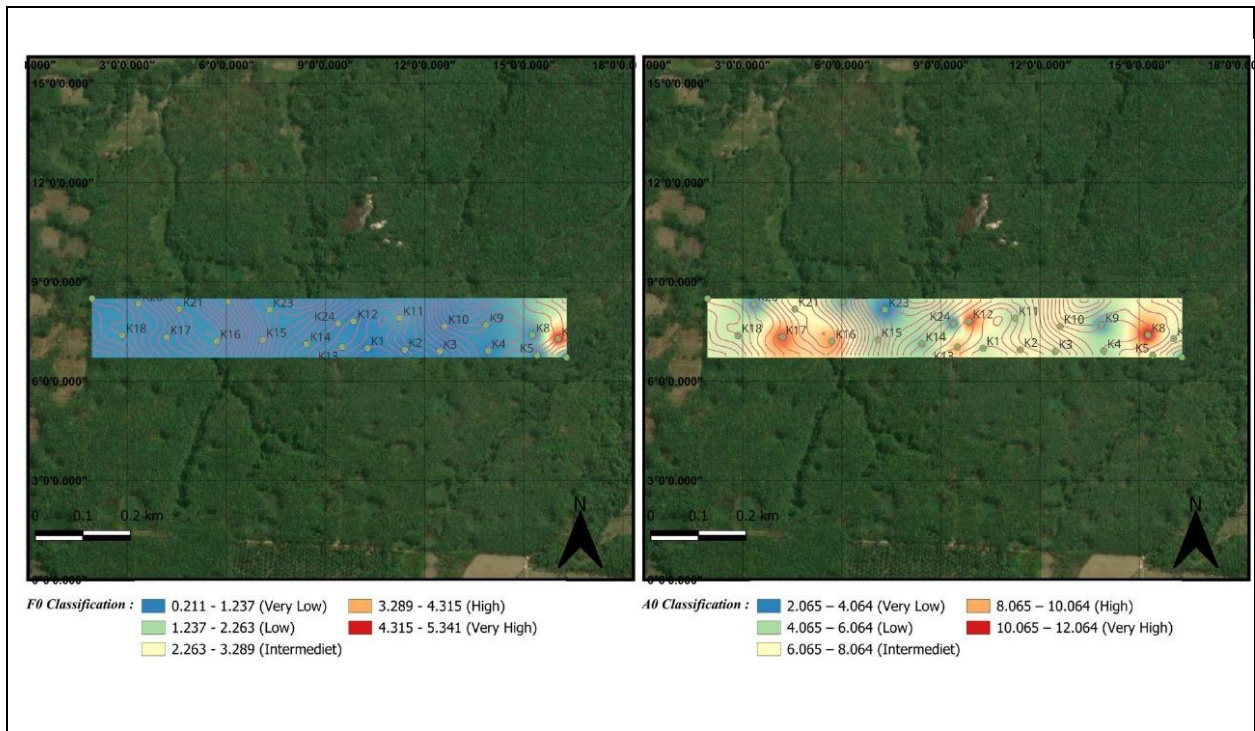 0.000" 3°0'0.000" 6°0'0.000" 9°0'0.000" 12°0'0.000" 18°0'0.0
15°0'0.000"
12°0'0.000"
9°0'0.000"
K21 K23
K24 K12 K11 K10 K9 K8
K18 K17 K16 K15 K14 K1 K2 K3 K4 K5
K13
6°0'0.000"
3°0'0.000"
0 0.1 0.2 km
N
0°0'0.000"
F0 Classification :
0.211 - 1.237 (Very Low)
1.237 - 2.263 (Low)
2.263 - 3.289 (Intermediet)
3.289 - 4.315 (High)
4.315 - 5.341 (Very High)
.000" 3°0'0.000" 6°0'0.000" 9°0'0.000" 12°0'0.000" 15°0'0.000" 18°0'0.0
15°0'0.000"
12°0'0.000"
9°0'0.000"
K21 K23
K24 K12 K11 K10 K9 K8
K18 K17 K16 K15 K14 K1 K2 K3 K4 K5
K13
6°0'0.000"
3°0'0.000"
0 0.1 0.2 km
N
0°0'0.000"
A0 Classification :
2.065 – 4.064 (Very Low)
4.065 – 6.064 (Low)
6.065 – 8.064 (Intermediet)
8.065 – 10.064 (High)
10.065 – 12.064 (Very High)